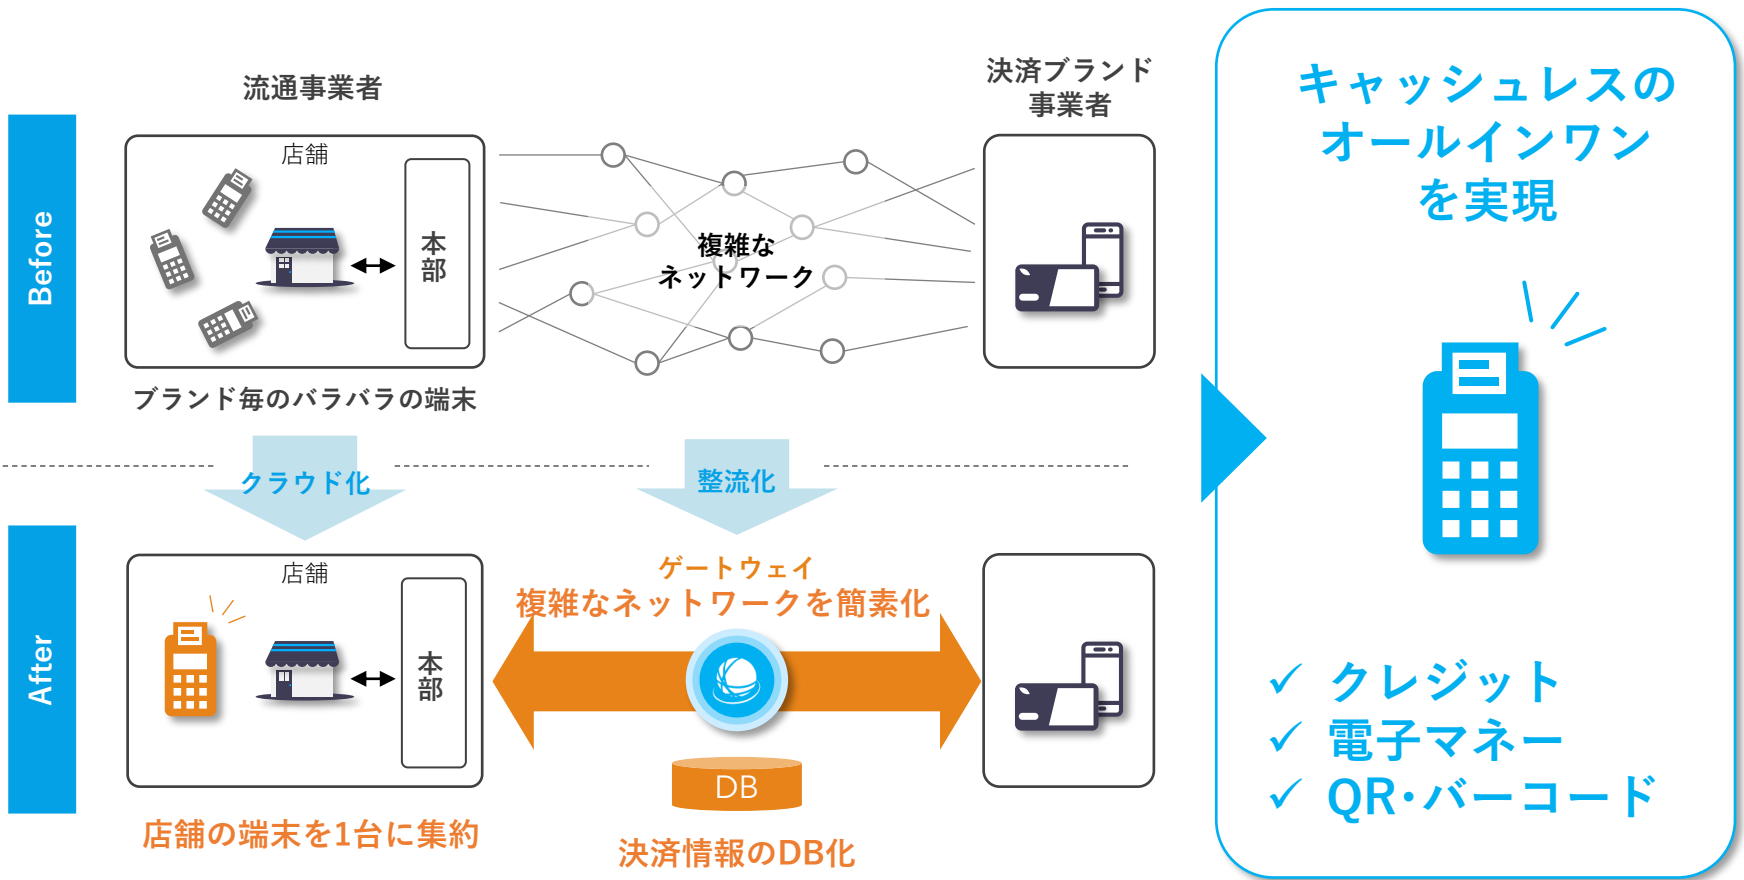 流通事業者
決済ブランド
事業者
Before
店舗
本部
複雑な
ネットワーク
ブランド毎のバラバラの端末
クラウド化
整流化
After
店舗
本部
ゲートウェイ
複雑なネットワークを簡素化
DB
店舗の端末を1台に集約
決済情報のDB化
キャッシュレスの
オールインワン
を実現
✓ クレジット
✓ 電子マネー
✓ QR・バーコード